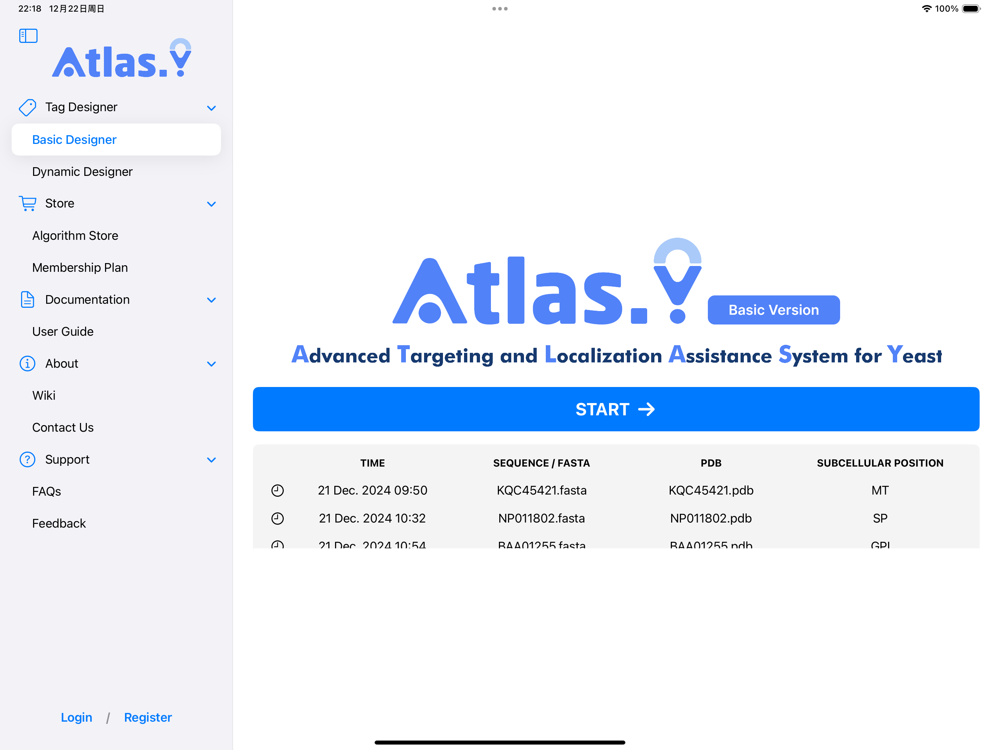 22:18 12月22日周日
100%
Atlas.Y
Tag Designer
Basic Designer
Dynamic Designer
Store
Algorithm Store
Membership Plan
Documentation
User Guide
About
Wiki
Contact Us
Support
FAQs
Feedback
Login / Register
Atlas.Y
Basic Version
Advanced Targeting and Localization Assistance System for Yeast
START →
TIME SEQUENCE / FASTA PDB SUBCELLULAR POSITION
21 Dec. 2024 09:50 KQC45421.fasta KQC45421.pdb MT
21 Dec. 2024 10:32 NP011802.fasta NP011802.pdb SP
21 Dec. 2024 10:54 BAA01255.fasta BAA01255.pdb GPI